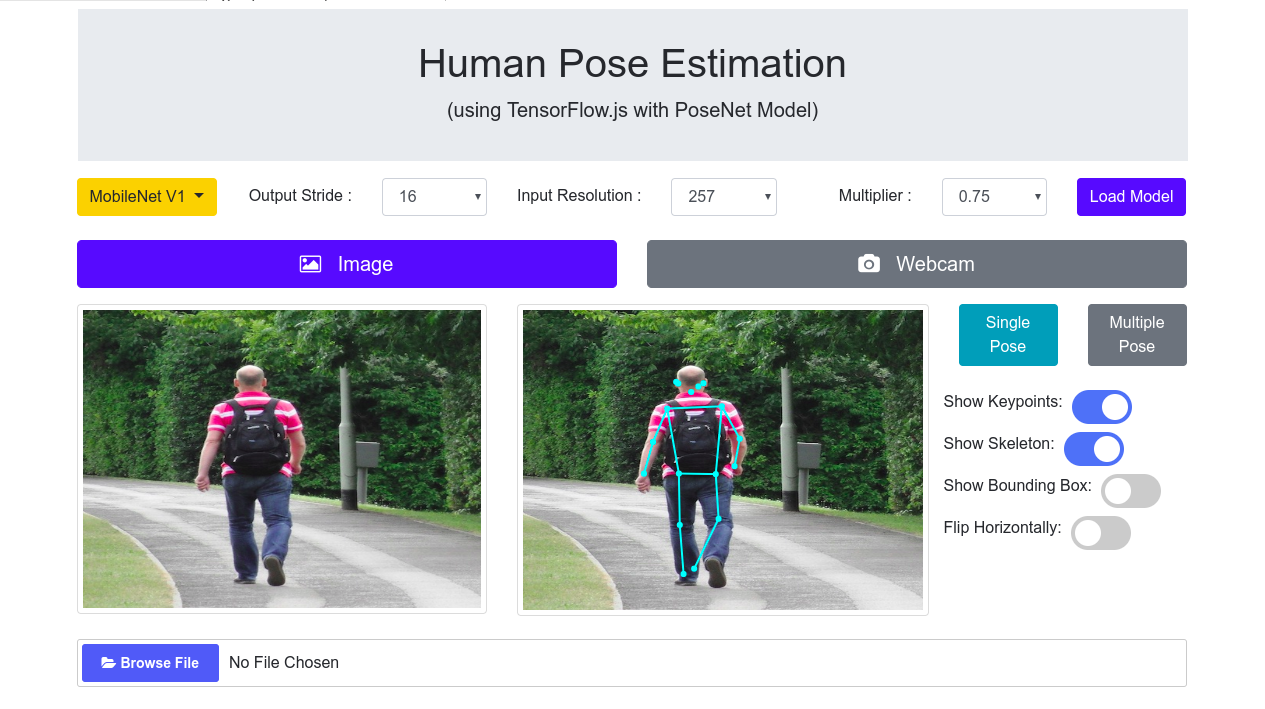 Human Pose Estimation
(using TensorFlow.js with PoseNet Model)
MobileNet V1 Output Stride : 16 Input Resolution : 257 Multiplier : 0.75 Load Model
Image Webcam
Single Pose
Multiple Pose
Show Keypoints:
Show Skeleton:
Show Bounding Box:
Flip Horizontally:
Browse File No File Chosen